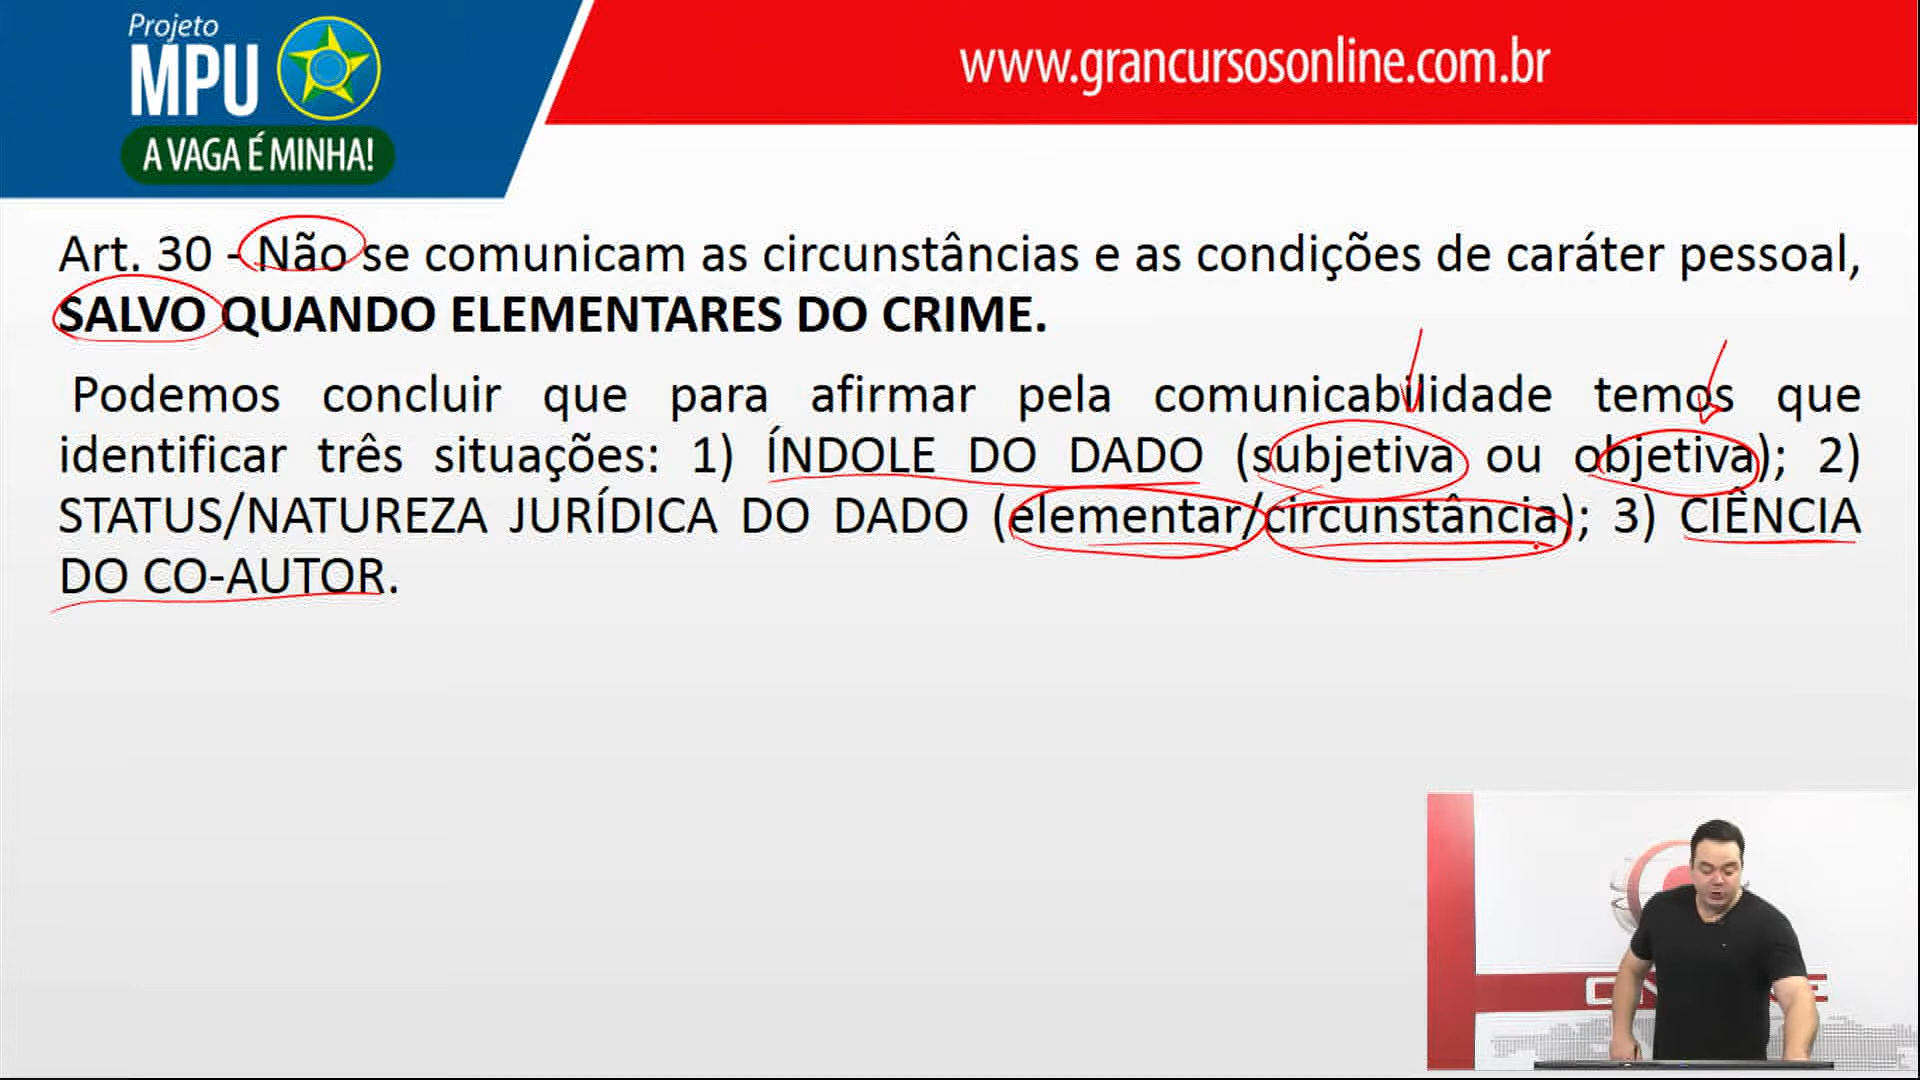 Projeto
MPU
A VAGA É MINHA!
www.grancursosonline.com.br
Art. 30 - Não se comunicam as circunstâncias e as condições de caráter pessoal,
SALVO QUANDO ELEMENTARES DO CRIME.
Podemos concluir que para afirmar pela comunicabilidade temos que
identificar três situações: 1) ÍNDOLE DO DADO (subjetiva ou objetiva); 2)
STATUS/NATUREZA JURÍDICA DO DADO (elementar/circunstância); 3) CIÊNCIA
DO CO-AUTOR.